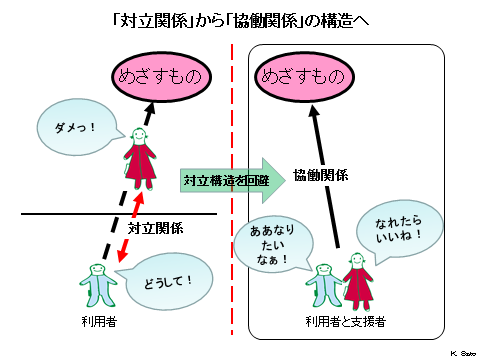 「対立関係」から「協働関係」の構造へ
めざすもの
ダメっ！
対立関係
どうして！
利用者
対立構造を回避
めざすもの
協働関係
ああなり
たい
なぁ！
なれたら
いいね！
利用者と支援者
K. Sato